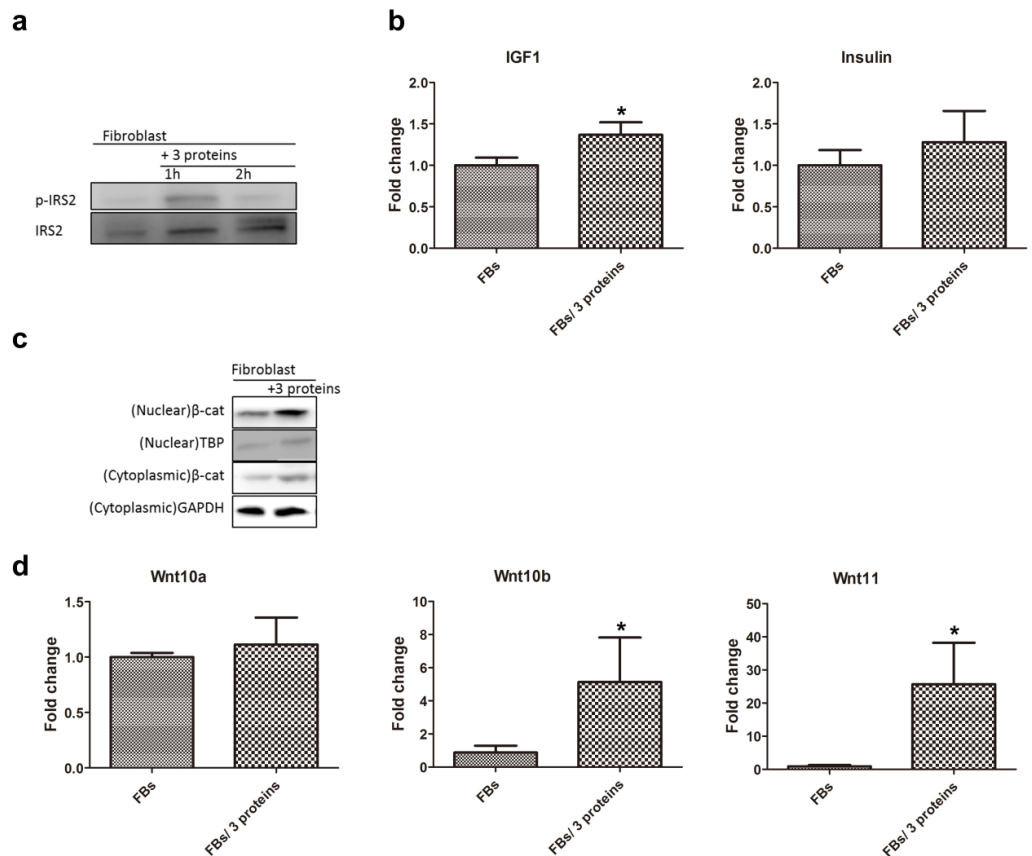 a
Fibroblast
+ 3 proteins
1h 2h
p-IRS2
IRS2
b
IGF1
Fold change
2.0
1.5
1.0
0.5
0.0
*
FBs
FBs/ 3 proteins
Insulin
Fold change
2.0
1.5
1.0
0.5
0.0
FBs
FBs/ 3 proteins
c
Fibroblast
+3 proteins
(Nuclear)β-cat
(Nuclear)TBP
(Cytoplasmic)β-cat
(Cytoplasmic)GAPDH
d
Wnt10a
Fold change
1.5
1.0
0.5
0.0
FBs
FBs/ 3 proteins
Wnt10b
Fold change
10
8
6
4
2
0
*
FBs
FBs/ 3 proteins
Wnt11
Fold change
50
40
30
20
10
0
*
FBs
FBs/ 3 proteins